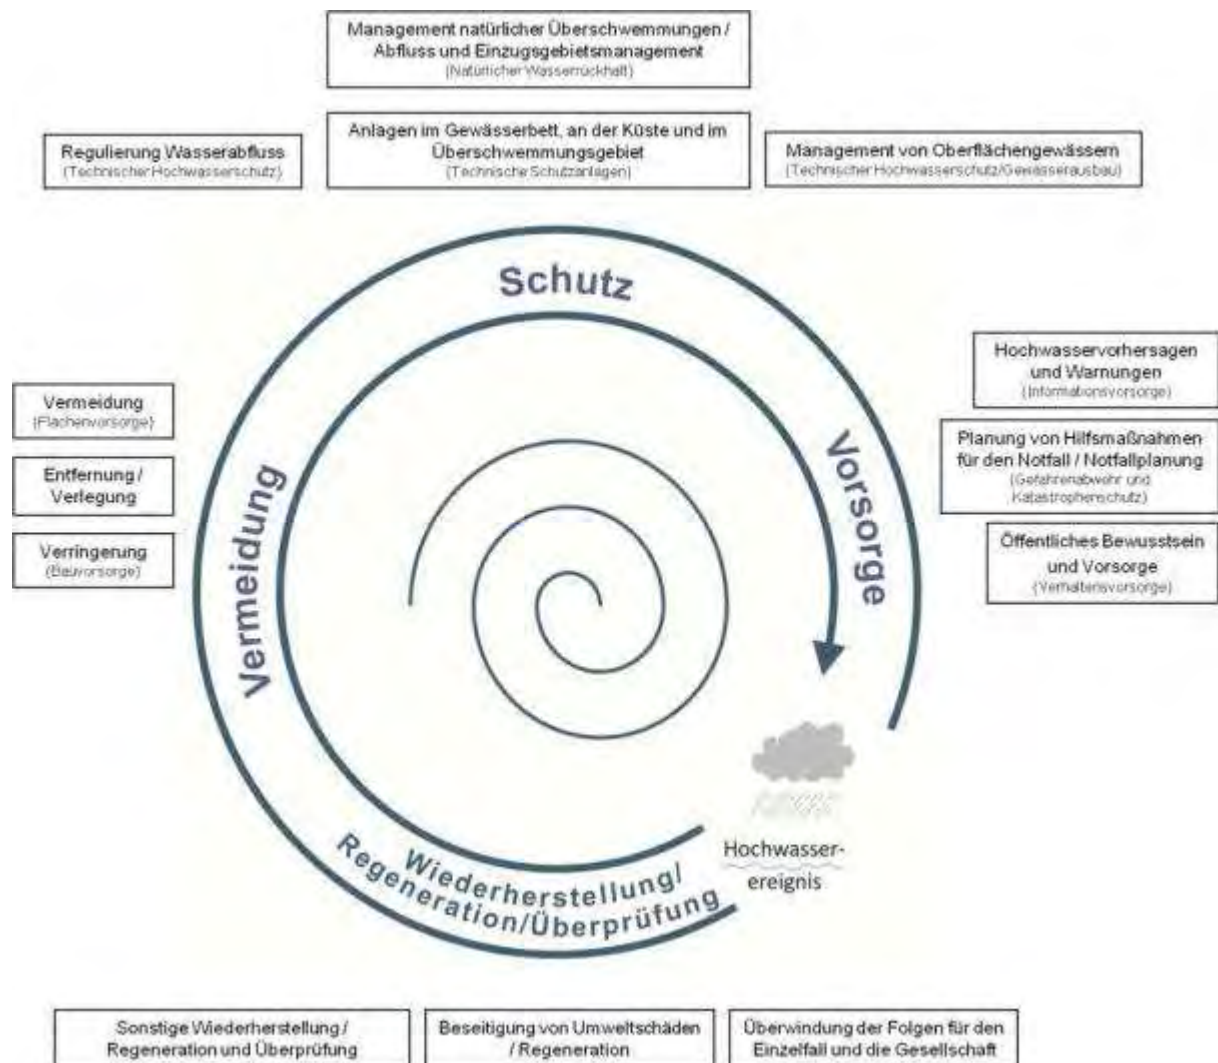 Management natürlicher Überschwemmungen /
Abfluss und Einzugsgebietsmanagement
(Natürlicher Wasserrückhalt)
Regulierung Wasserabfluss
(Technischer Hochwasserschutz)
Anlagen im Gewässerbett, an der Küste und im
Überschwemmungsgebiet
(Technische Schutzanlagen)
Management von Oberflächengewässern
(Technischer Hochwasserschutz/Gewässerausbau)
Schutz
Vorsorge
Hochwasservorhersagen
und Warnungen
(Informationsvorsorge)
Planung von Hilfsmaßnahmen
für den Notfall / Notfallplanung
(Gefahrenabwehr und
Katastrophenschutz)
Öffentliches Bewusstsein
und Vorsorge
(Verhaltensvorsorge)
Vermeidung
(Flächenvorsorge)
Entfernung /
Verlegung
Verringerung
(Bauvorsorge)
Vermeidung
Hochwasser-
ereignis
Wiederherstellung/
Regeneration/Überprüfung
Sonstige Wiederherstellung /
Regeneration und Überprüfung
Beseitigung von Umweltschäden
/ Regeneration
Überwindung der Folgen für den
Einzelfall und die Gesellschaft